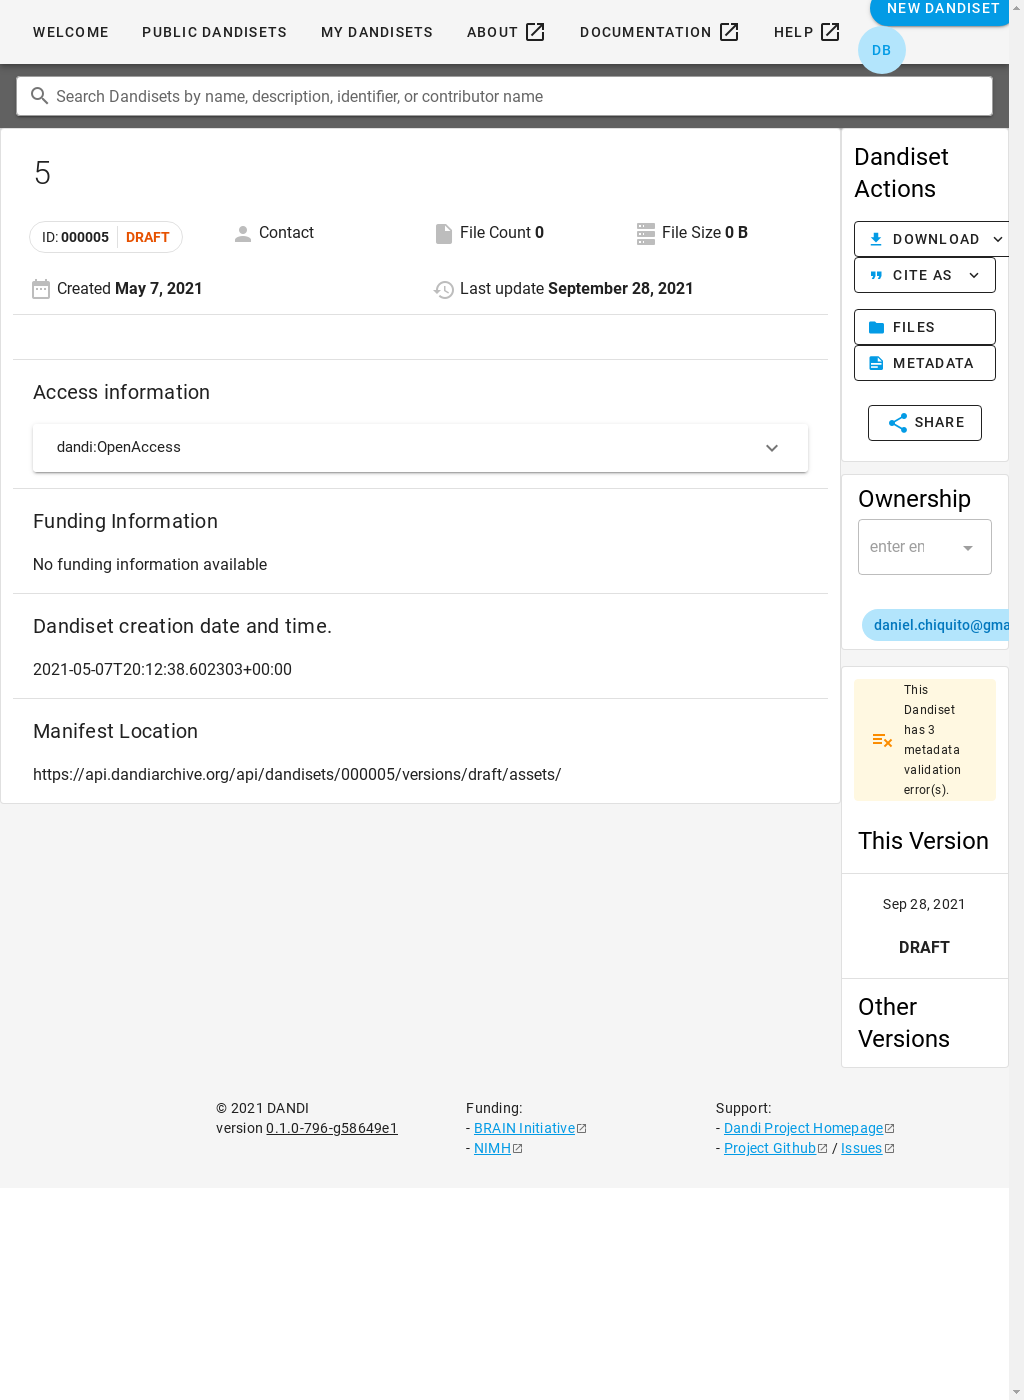 WELCOME PUBLIC DANDISETS MY DANDISETS ABOUT DOCUMENTATION HELP NEW DANDISET
DB
Search Dandisets by name, description, identifier, or contributor name
5
ID: 000005 DRAFT Contact File Count 0 File Size 0 B
Created May 7, 2021 Last update September 28, 2021
Access information
dandi:OpenAccess
Funding Information
No funding information available
Dandiset creation date and time.
2021-05-07T20:12:38.602303+00:00
Manifest Location
https://api.dandiarchive.org/api/dandisets/000005/versions/draft/assets/
Dandiset
Actions
DOWNLOAD
CITE AS
FILES
METADATA
SHARE
Ownership
enter en
daniel.chiquito@gma
This
Dandiset
has 3
metadata
validation
error(s).
This Version
Sep 28, 2021
DRAFT
Other
Versions
© 2021 DANDI
version 0.1.0-796-g58649e1
Funding:
- BRAIN Initiative
- NIMH
Support:
- Dandi Project Homepage
- Project Github / Issues